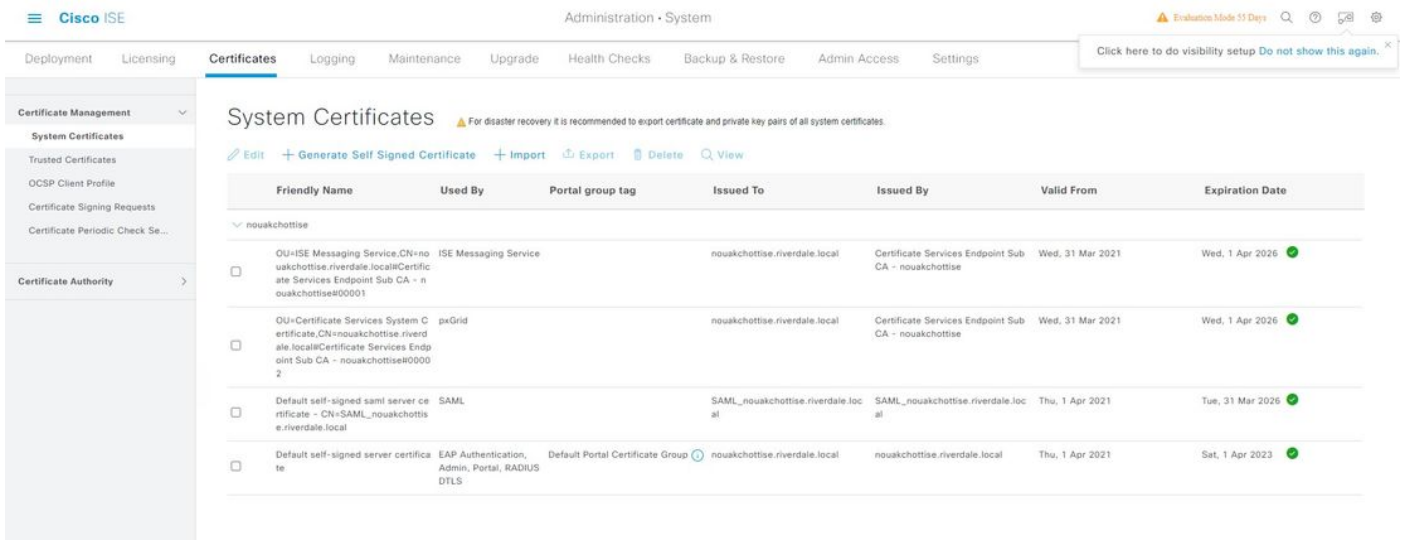 Cisco ISE
Administration · System
Evaluation Mode 55 Days
Click here to do visibility setup Do not show this again.
Deployment Licensing Certificates Logging Maintenance Upgrade Health Checks Backup & Restore Admin Access Settings
Certificate Management
System Certificates
Trusted Certificates
OCSP Client Profile
Certificate Signing Requests
Certificate Periodic Check Se...
Certificate Authority
System Certificates
For disaster recovery it is recommended to export certificate and private key pairs of all system certificates.
Edit Generate Self Signed Certificate Import Export Delete View
Friendly Name Used By Portal group tag Issued To Issued By Valid From Expiration Date
nouakchottise
OU=ISE Messaging Service,CN=no ISE Messaging Service nouakchottise.riverdale.local Certificate Services Endpoint Sub Wed, 31 Mar 2021 Wed, 1 Apr 2026
uakchottise.riverdale.local#Certific CA - nouakchottise
ate Services Endpoint Sub CA - n
ouakchottise#00001
OU=Certificate Services System C pxGrid nouakchottise.riverdale.local Certificate Services Endpoint Sub Wed, 31 Mar 2021 Wed, 1 Apr 2026
ertificate,CN=nouakchottise.riverd CA - nouakchottise
ale.local#Certificate Services Endp
oint Sub CA - nouakchottise#0000
2
Default self-signed saml server ce SAML SAML_nouakchottise.riverdale.loc SAML_nouakchottise.riverdale.loc Thu, 1 Apr 2021 Tue, 31 Mar 2026
rtificate - CN=SAML_nouakchottis al al
e.riverdale.local
Default self-signed server certifica EAP Authentication, Default Portal Certificate Group nouakchottise.riverdale.local nouakchottise.riverdale.local Thu, 1 Apr 2021 Sat, 1 Apr 2023
te Admin, Portal, RADIUS
DTLS